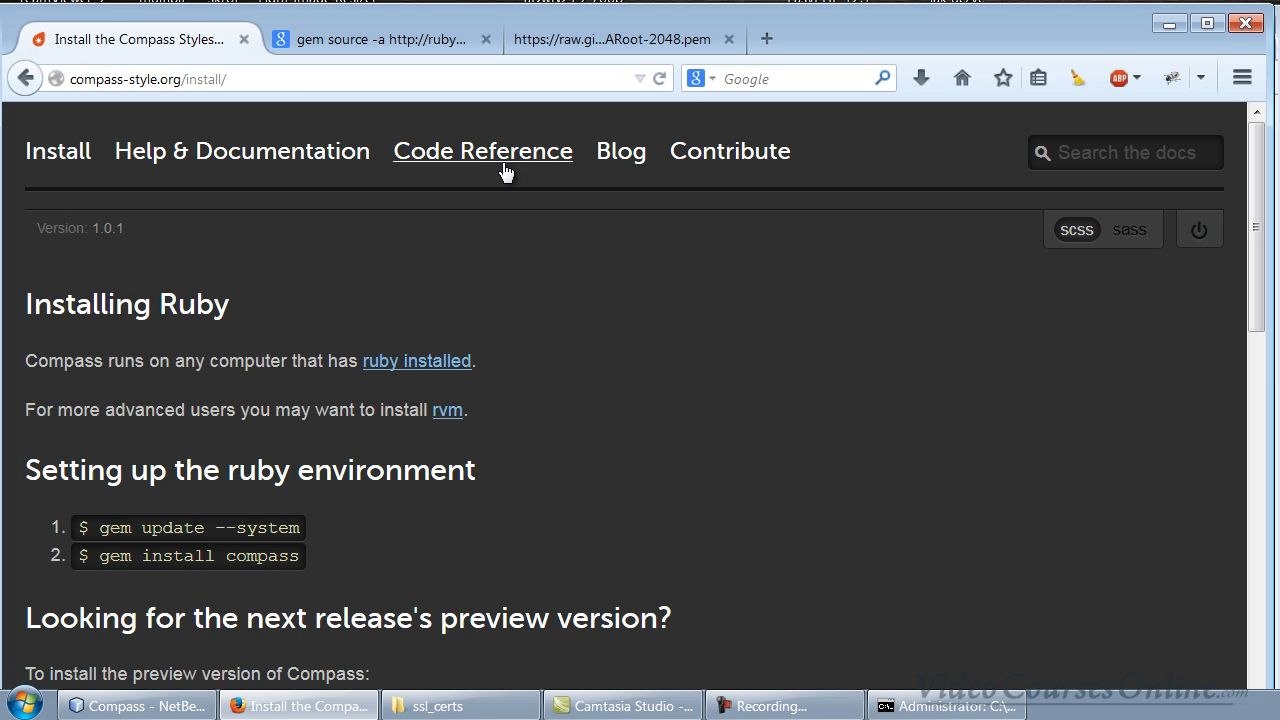 Install the Compass Styles...
gem source -a http://ruby...
https://raw.gi...ARoot-2048.pem
compass-style.org/install/
Google
ABP
Install Help & Documentation Code Reference Blog Contribute
Search the docs
Version: 1.0.1
scss sass
Installing Ruby
Compass runs on any computer that has ruby installed.
For more advanced users you may want to install rvm.
Setting up the ruby environment
1. $ gem update --system
2. $ gem install compass
Looking for the next release's preview version?
To install the preview version of Compass:
VideoCoursesOnline.com
Compass - NetBe...
Install the Compa...
ssl_certs
Camtasia Studio -...
Recording...
Administrator: C:\...